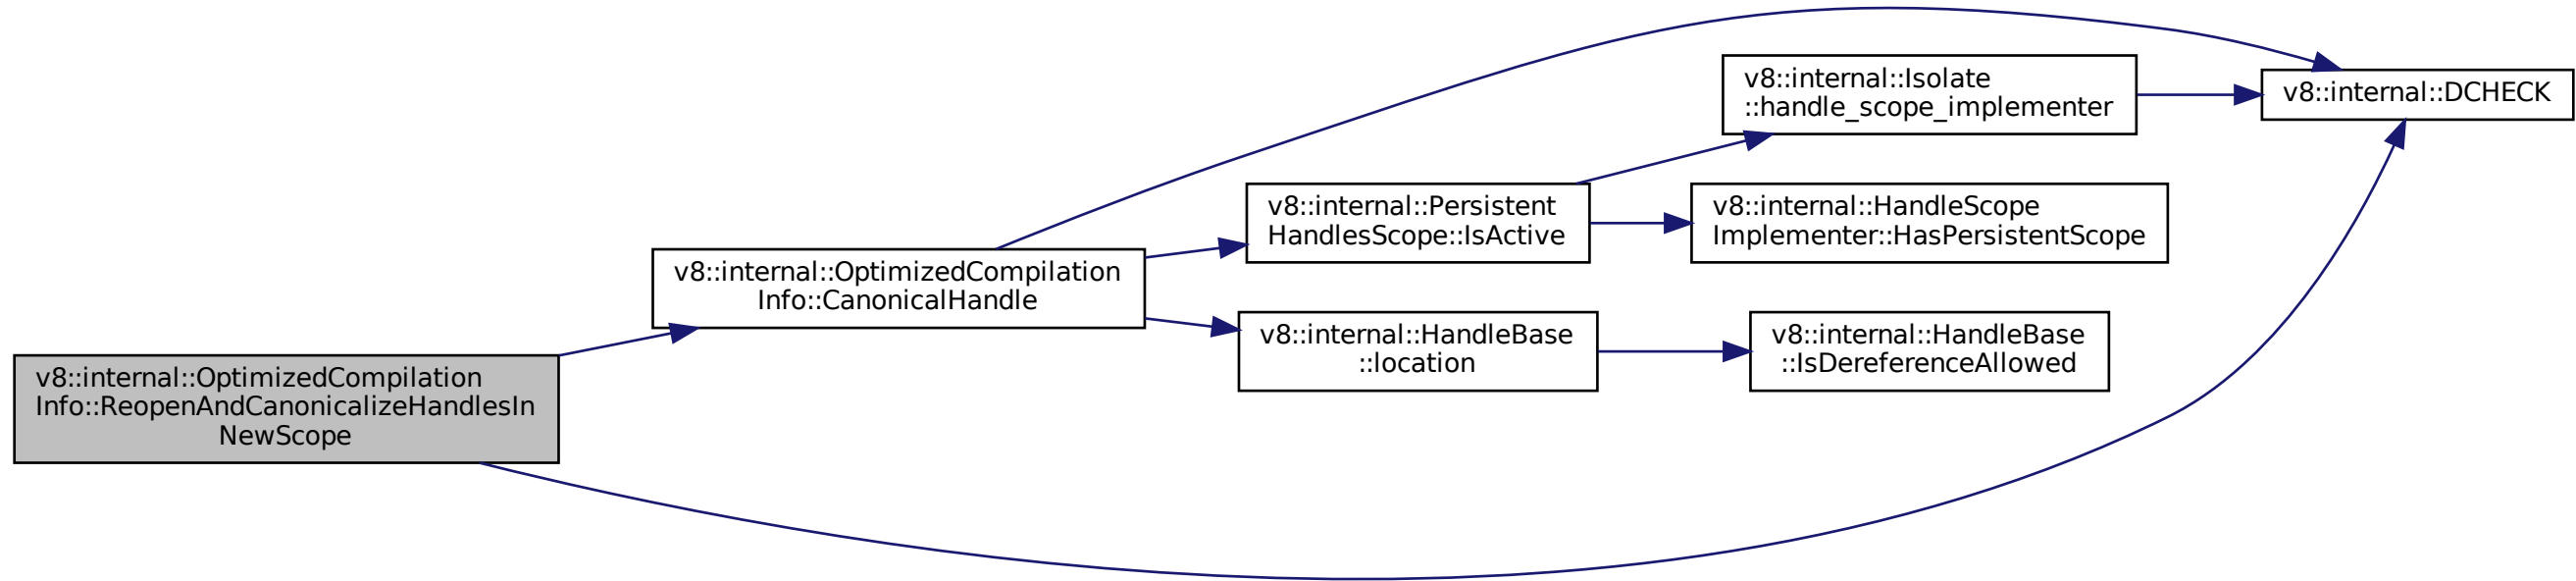 v8::internal::OptimizedCompilation
Info::ReopenAndCanonicalizeHandlesIn
NewScope
v8::internal::OptimizedCompilation
Info::CanonicalHandle
v8::internal::Persistent
HandlesScope::IsActive
v8::internal::HandleBase
::location
v8::internal::Isolate
::handle_scope_implementer
v8::internal::HandleScope
Implementer::HasPersistentScope
v8::internal::HandleBase
::IsDereferenceAllowed
v8::internal::DCHECK